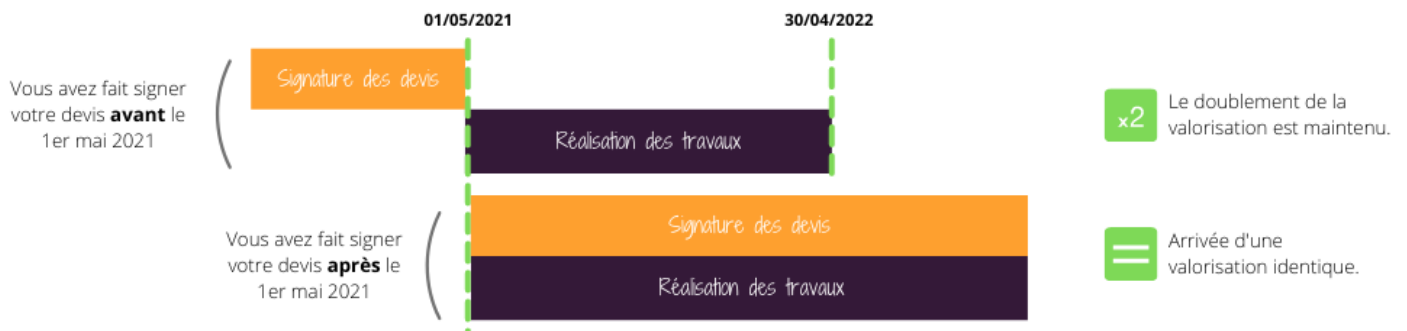 01/05/2021
30/04/2022
Vous avez fait signer
votre devis avant le
1er mai 2021
Signature des devis
Réalisation des travaux
x2
Le doublement de la
valorisation est maintenu.
Vous avez fait signer
votre devis après le
1er mai 2021
Signature des devis
Réalisation des travaux
=
Arrivée d'une
valorisation identique.